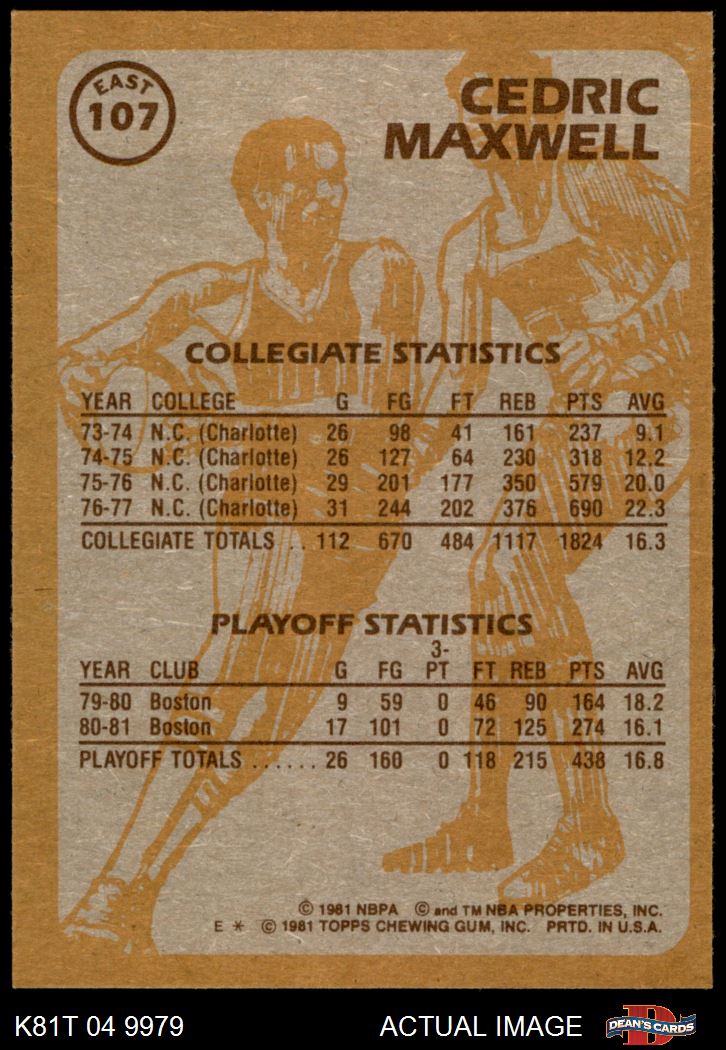 EAST
107
CEDRIC
MAXWELL
COLLEGIATE STATISTICS
YEAR COLLEGE G FG FT REB PTS AVG
73-74 N.C. (Charlotte) 26 98 41 161 237 9.1
74-75 N.C. (Charlotte) 26 127 64 230 318 12.2
75-76 N.C. (Charlotte) 29 201 177 350 579 20.0
76-77 N.C. (Charlotte) 31 244 202 376 690 22.3
COLLEGIATE TOTALS .. 112 670 484 1117 1824 16.3
PLAYOFF STATISTICS
YEAR CLUB G FG 3-PT FT REB PTS AVG
79-80 Boston 9 59 0 46 90 164 18.2
80-81 Boston 17 101 0 72 125 274 16.1
PLAYOFF TOTALS ...... 26 160 0 118 215 438 16.8
© 1981 NBPA © and TM NBA PROPERTIES, INC.
E * © 1981 TOPPS CHEWING GUM, INC. PRTD. IN U.S.A.
K81T 04 9979 ACTUAL IMAGE
D
DEAN'S CARDS